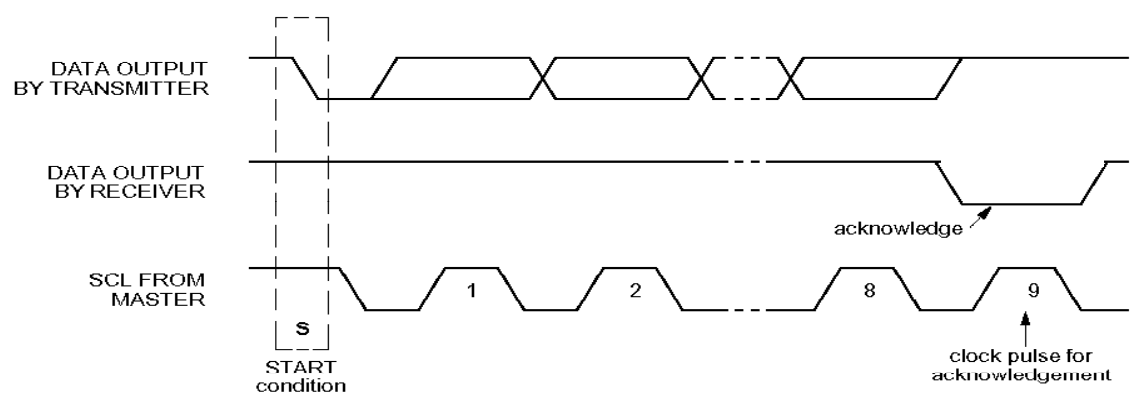 DATA OUTPUT
BY TRANSMITTER
DATA OUTPUT
BY RECEIVER
acknowledge
SCL FROM
MASTER
1
2
8
9
S
START
condition
clock pulse for
acknowledgement